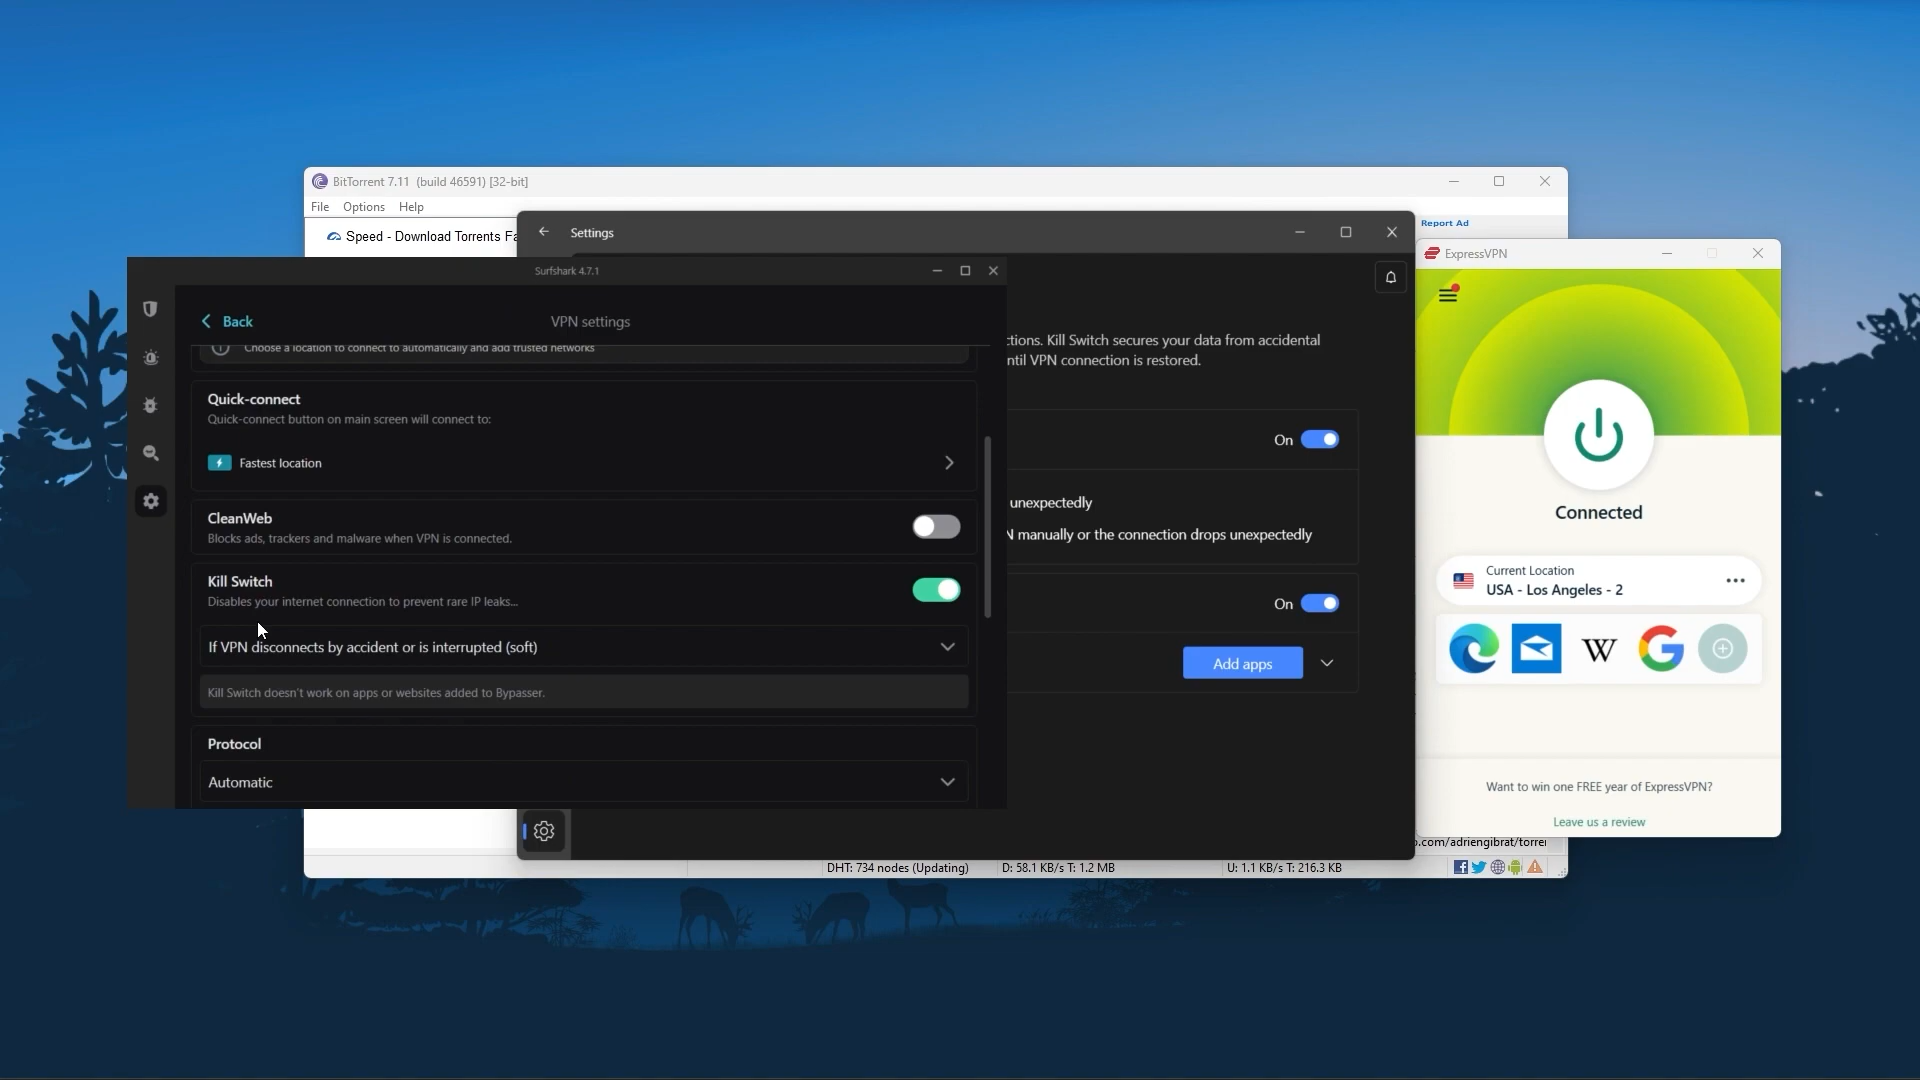 BitTorrent 7.11 (build 46591) [32-bit]
File Options Help
Speed - Download Torrents Fa
Report Ad
Settings
ctions. Kill Switch secures your data from accidental
ntil VPN connection is restored.
On
unexpectedly
N manually or the connection drops unexpectedly
On
Add apps
Surfshark 4.7.1
Back
VPN settings
Choose a location to connect to automatically and add trusted networks
Quick-connect
Quick-connect button on main screen will connect to:
Fastest location
CleanWeb
Blocks ads, trackers and malware when VPN is connected.
Kill Switch
Disables your internet connection to prevent rare IP leaks...
If VPN disconnects by accident or is interrupted (soft)
Kill Switch doesn't work on apps or websites added to Bypasser.
Protocol
Automatic
ExpressVPN
Connected
Current Location
USA - Los Angeles - 2
W
G
Want to win one FREE year of ExpressVPN?
Leave us a review
o.com/adriengibrat/torre
DHT: 734 nodes (Updating) D: 58.1 KB/s T: 1.2 MB U: 1.1 KB/s T: 216.3 KB